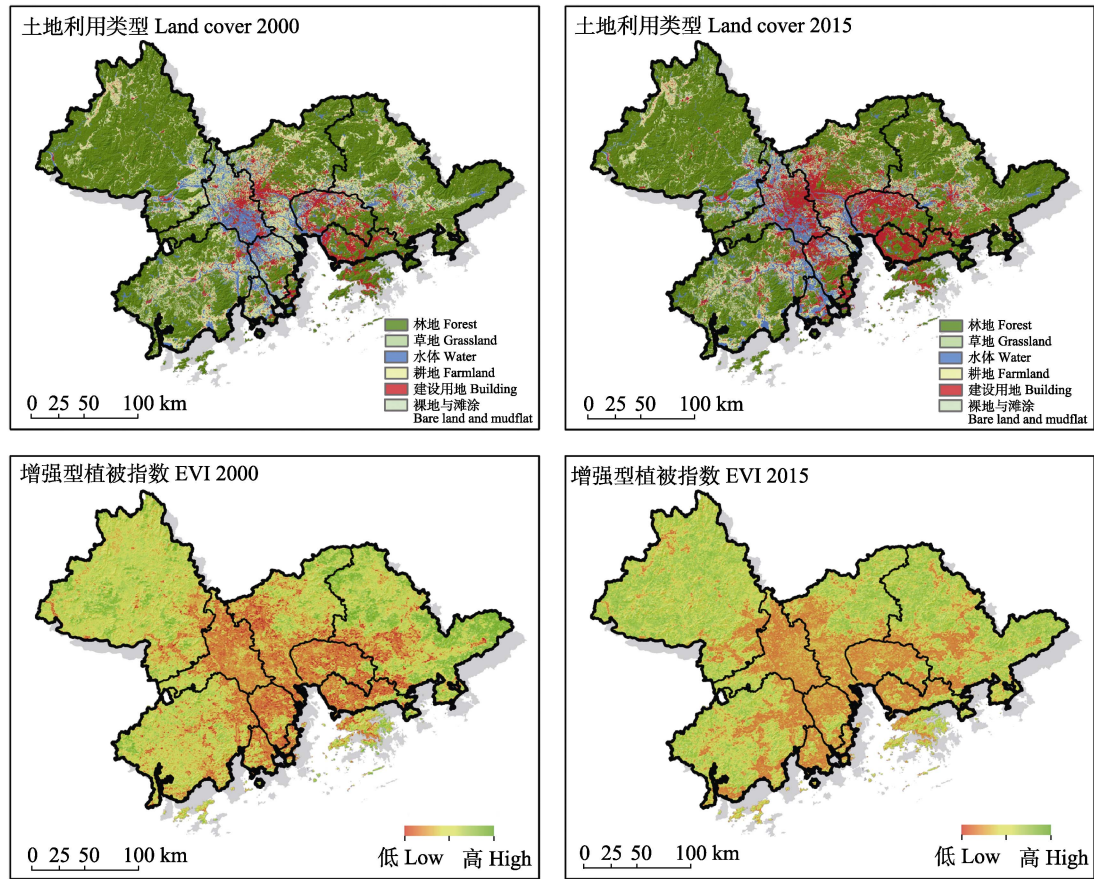 土地利用类型 Land cover 2000
林地 Forest
草地 Grassland
水体 Water
耕地 Farmland
建设用地 Building
裸地与滩涂
Bare land and mudflat
0 25 50 100 km
土地利用类型 Land cover 2015
林地 Forest
草地 Grassland
水体 Water
耕地 Farmland
建设用地 Building
裸地与滩涂
Bare land and mudflat
0 25 50 100 km
增强型植被指数 EVI 2000
低 Low 高 High
0 25 50 100 km
增强型植被指数 EVI 2015
低 Low 高 High
0 25 50 100 km